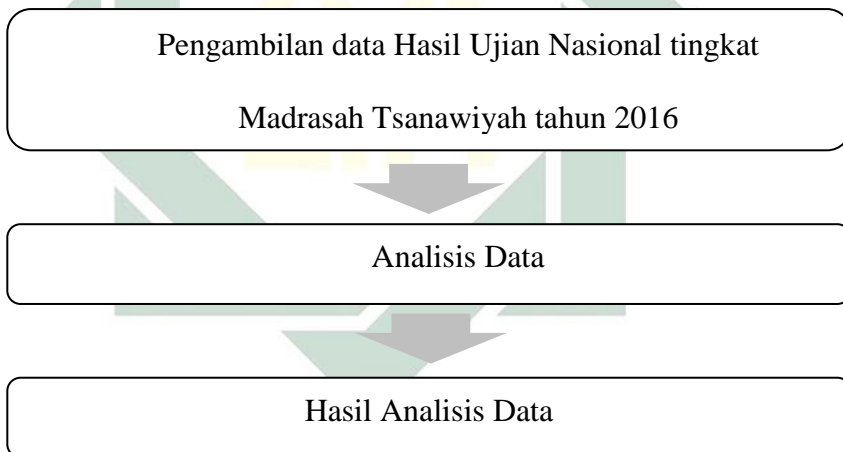 Pengambilan data Hasil Ujian Nasional tingkat
Madrasah Tsanawiyah tahun 2016
Analisis Data
Hasil Analisis Data